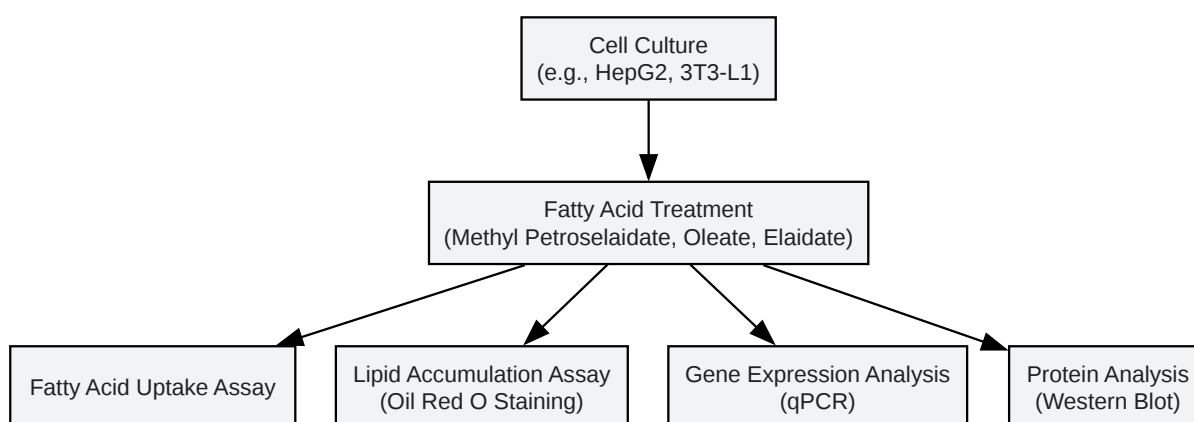 Cell Culture
(e.g., HepG2, 3T3-L1)
Fatty Acid Treatment
(Methyl Petroselaidate, Oleate, Elaidate)
Fatty Acid Uptake Assay
Lipid Accumulation Assay
(Oil Red O Staining)
Gene Expression Analysis
(qPCR)
Protein Analysis
(Western Blot)